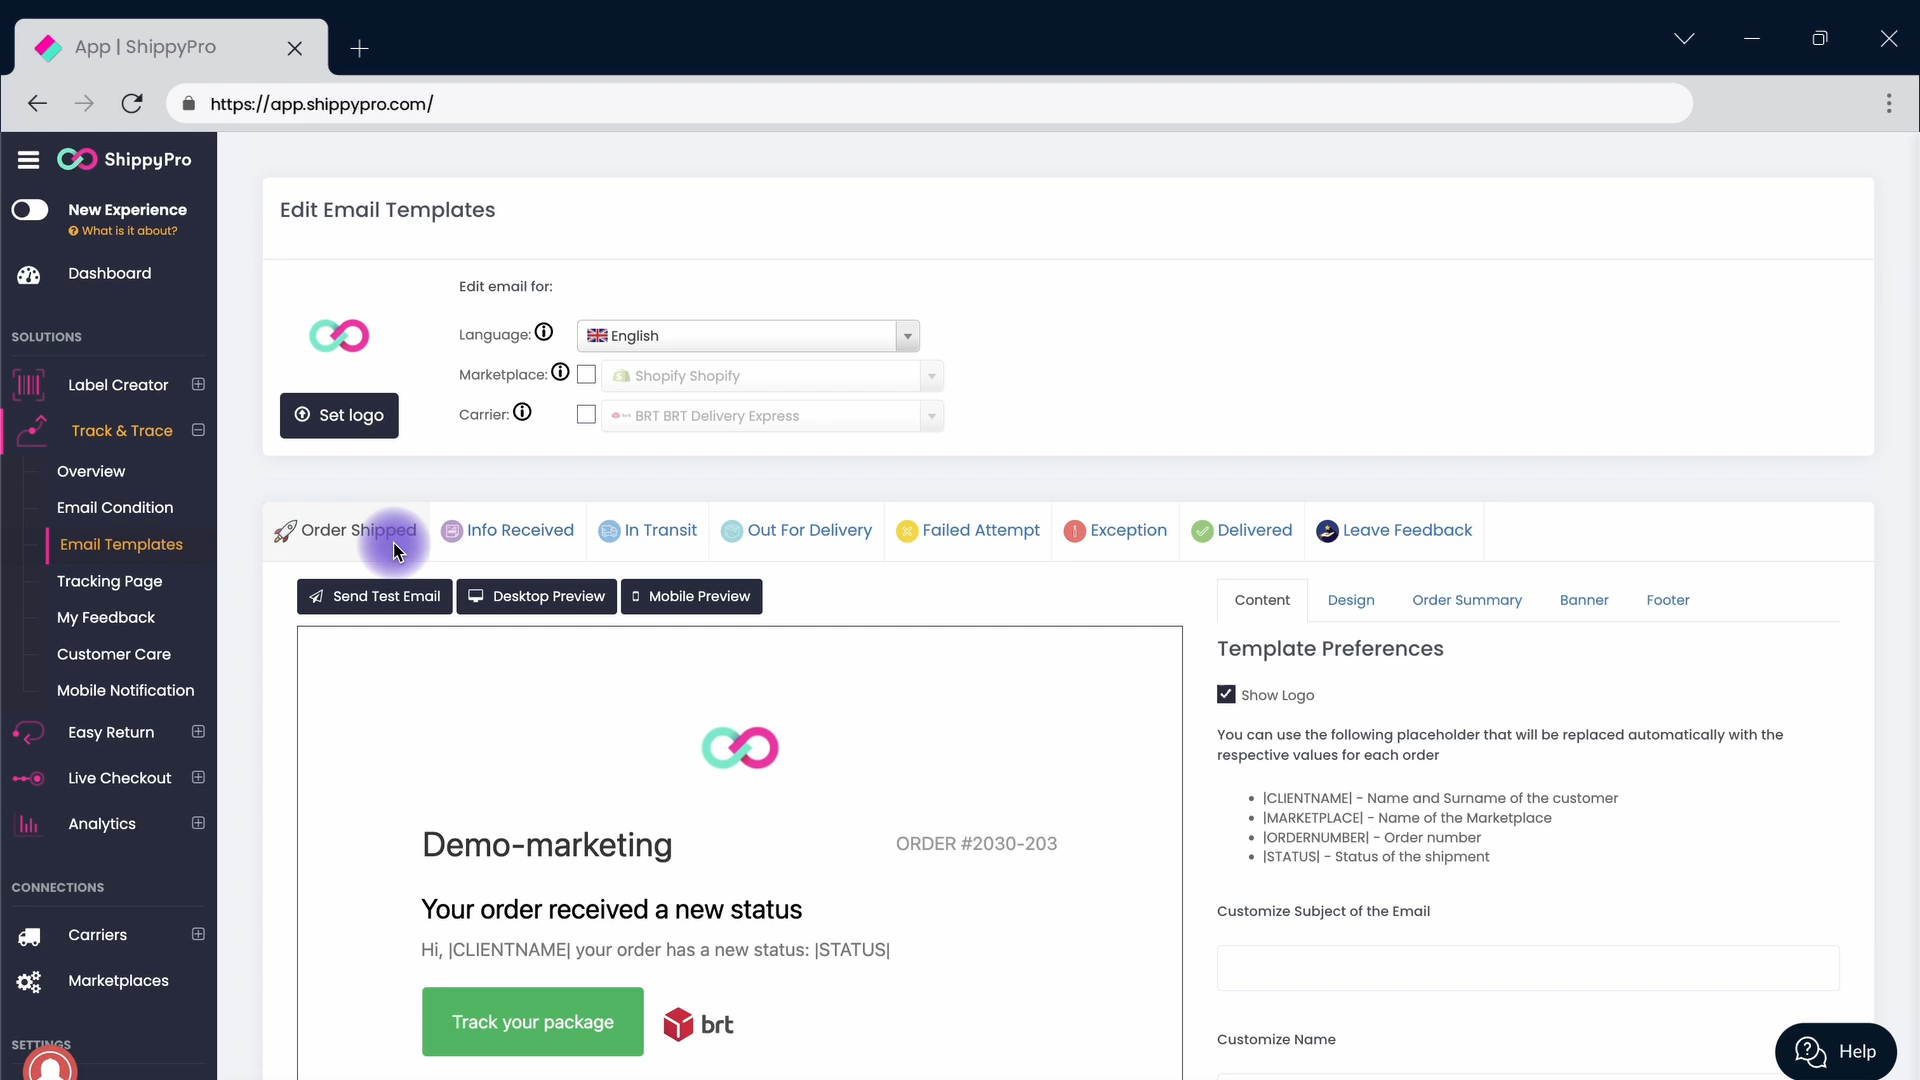 App | ShippyPro
https://app.shippypro.com/
ShippyPro
New Experience
What is it about?
Dashboard
SOLUTIONS
Label Creator
Track & Trace
Overview
Email Condition
Email Templates
Tracking Page
My Feedback
Customer Care
Mobile Notification
Easy Return
Live Checkout
Analytics
CONNECTIONS
Carriers
Marketplaces
SETTINGS
Edit Email Templates
Set logo
Edit email for:
Language: English
Marketplace: Shopify Shopify
Carrier: BRT BRT Delivery Express
Order Shipped Info Received In Transit Out For Delivery Failed Attempt Exception Delivered Leave Feedback
Send Test Email Desktop Preview Mobile Preview
Demo-marketing ORDER #2030-203
Your order received a new status
Hi, |CLIENTNAME| your order has a new status: |STATUS|
Track your package brt
Content Design Order Summary Banner Footer
Template Preferences
Show Logo
You can use the following placeholder that will be replaced automatically with the
respective values for each order
• |CLIENTNAME| - Name and Surname of the customer
• |MARKETPLACE| - Name of the Marketplace
• |ORDERNUMBER| - Order number
• |STATUS| - Status of the shipment
Customize Subject of the Email
Customize Name
Help